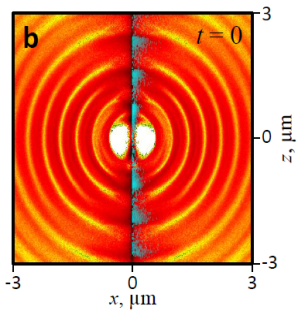 b t = 0 3
0 z, µm
-3
-3 0 3
x, µm